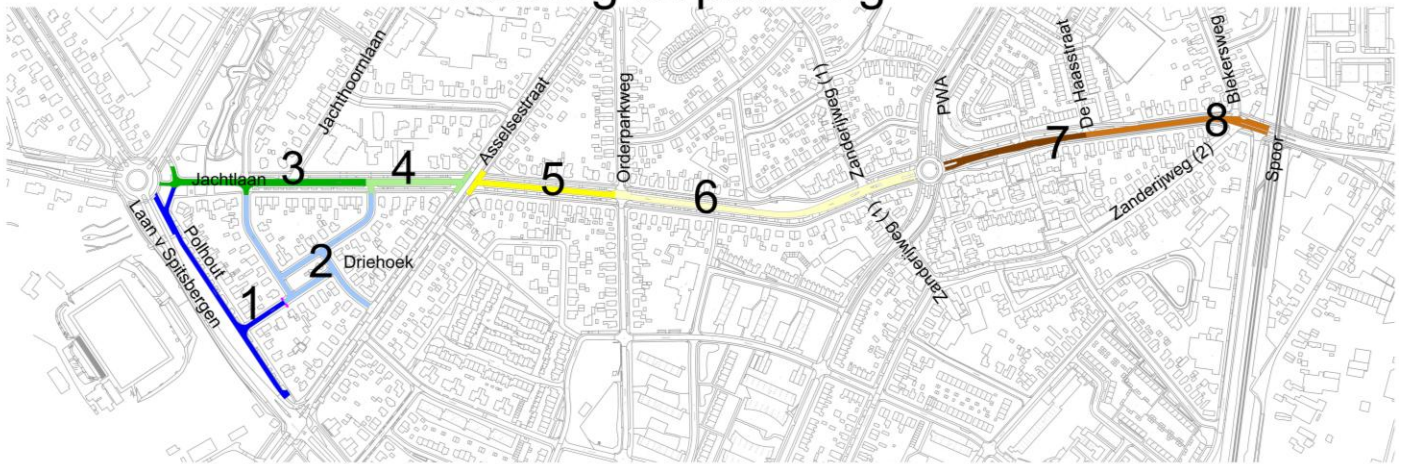 Jachthoornlaan
Asselsestraat
Orderparkweg
Zanderijweg (1)
PWA
De Haasstraat
Blekersweg
3
Jachtlaan
4
5
6
7
8
Zanderijweg (2)
Spoor
Laan v Spitsbergen
Polhout
1
2
Driehoek
Zanderijweg (1)